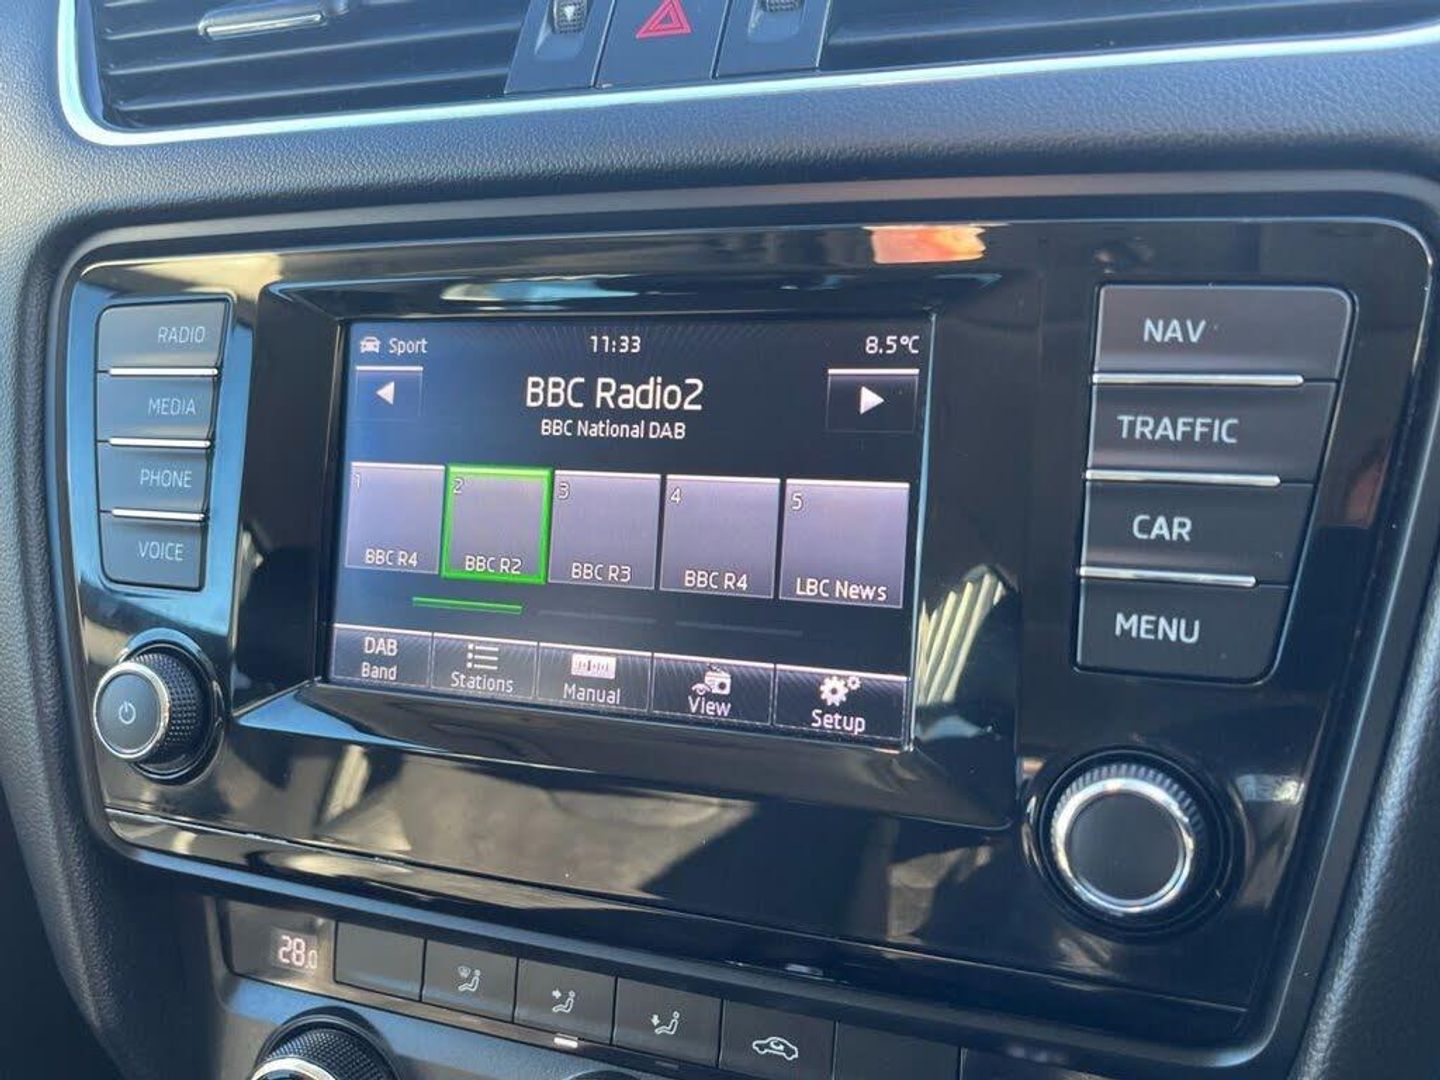 RADIO
MEDIA
PHONE
VOICE
Sport 11:33 8.5°C
BBC Radio2
BBC National DAB
1 2 3 4 5
BBC R4 BBC R2 BBC R3 BBC R4 LBC News
DAB
Band Stations Manual View Setup
NAV
TRAFFIC
CAR
MENU
28.0